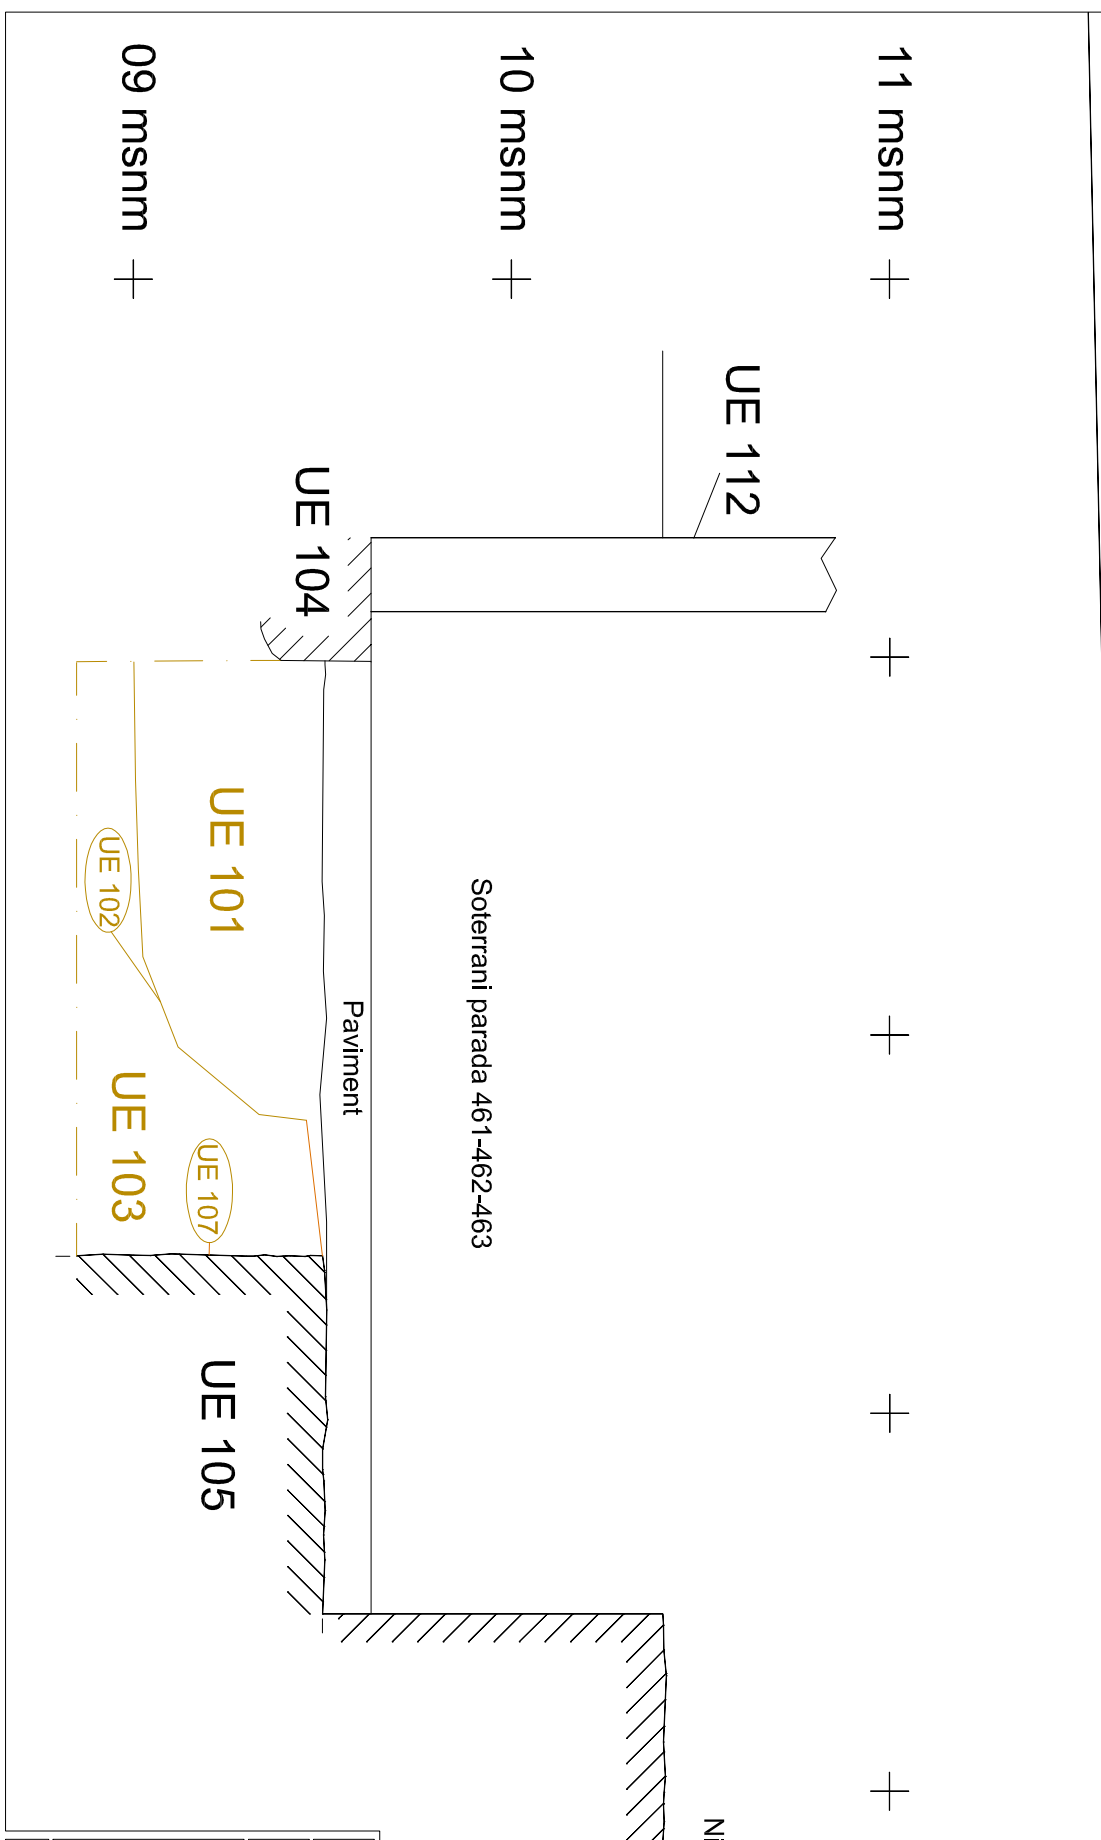 11 msnm
10 msnm
09 msnm
UE 112
UE 104
Soterrani parada 461-462-463
Paviment
UE 101
UE 102
UE 103
UE 107
UE 105